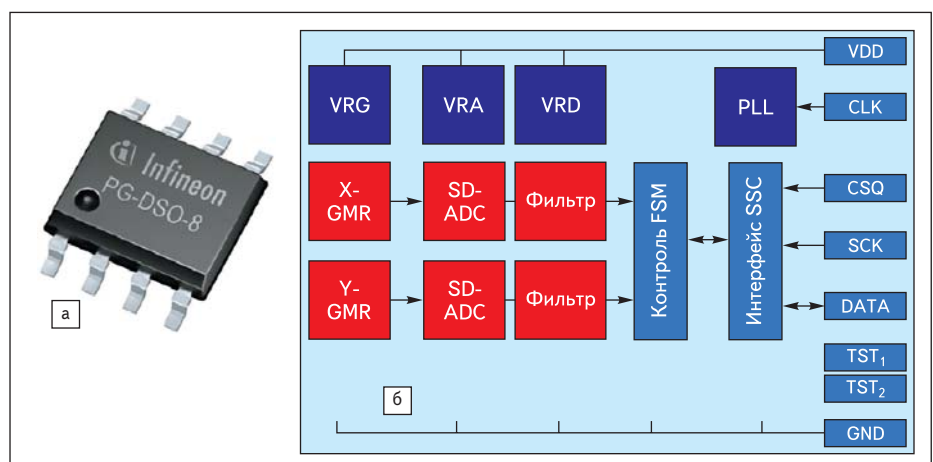 Infineon
PG-DSO-8
а
VDD
VRG
VRA
VRD
PLL
CLK
X-
GMR
SD-
ADC
Фильтр
Контроль FSM
Интерфейс SSC
CSQ
SCK
Y-
GMR
SD-
ADC
Фильтр
DATA
TST₁
TST₂
б
GND